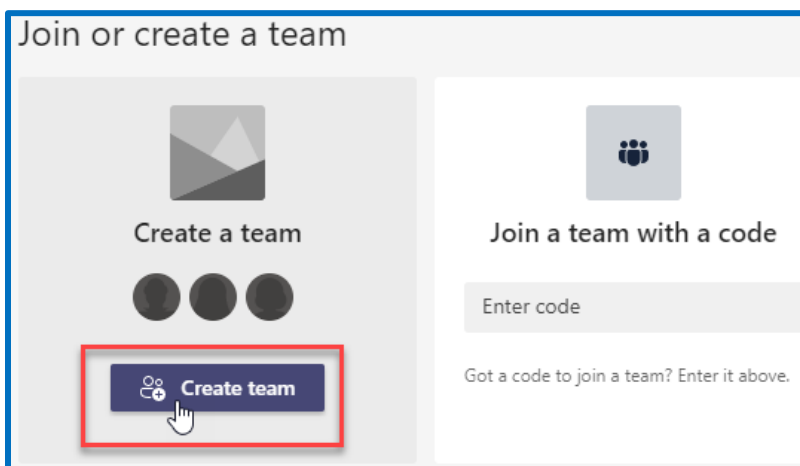 Join or create a team
Create a team
Create team
Join a team with a code
Enter code
Got a code to join a team? Enter it above.